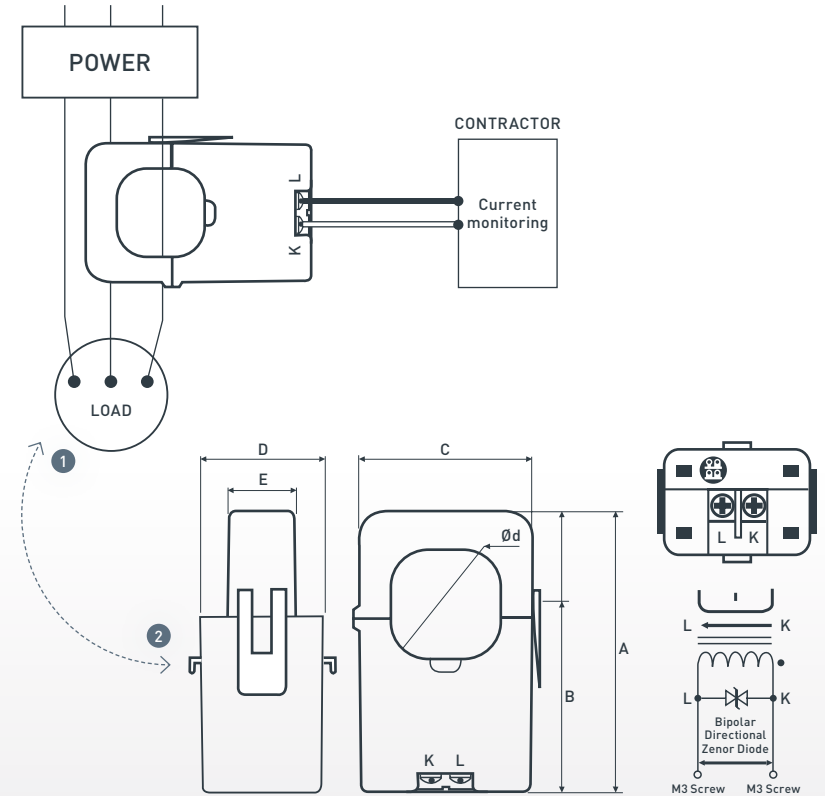 POWER
CONTRACTOR
L
Current
monitoring
K
LOAD
1
D
C
E
Ød
2
A
B
K L
L K
L K
L K
Bipolar
Directional
Zenor Diode
M3 Screw M3 Screw